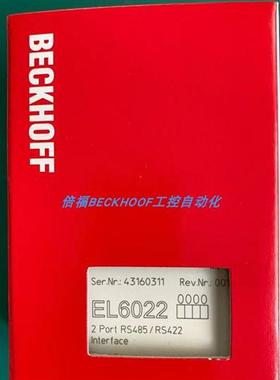 BECKHOFF
倍福BECKHOOF工控自动化
Ser.Nr.: 43160311 Rev.Nr.: 001
EL6022 0000
2 Port RS485 / RS422
Interface